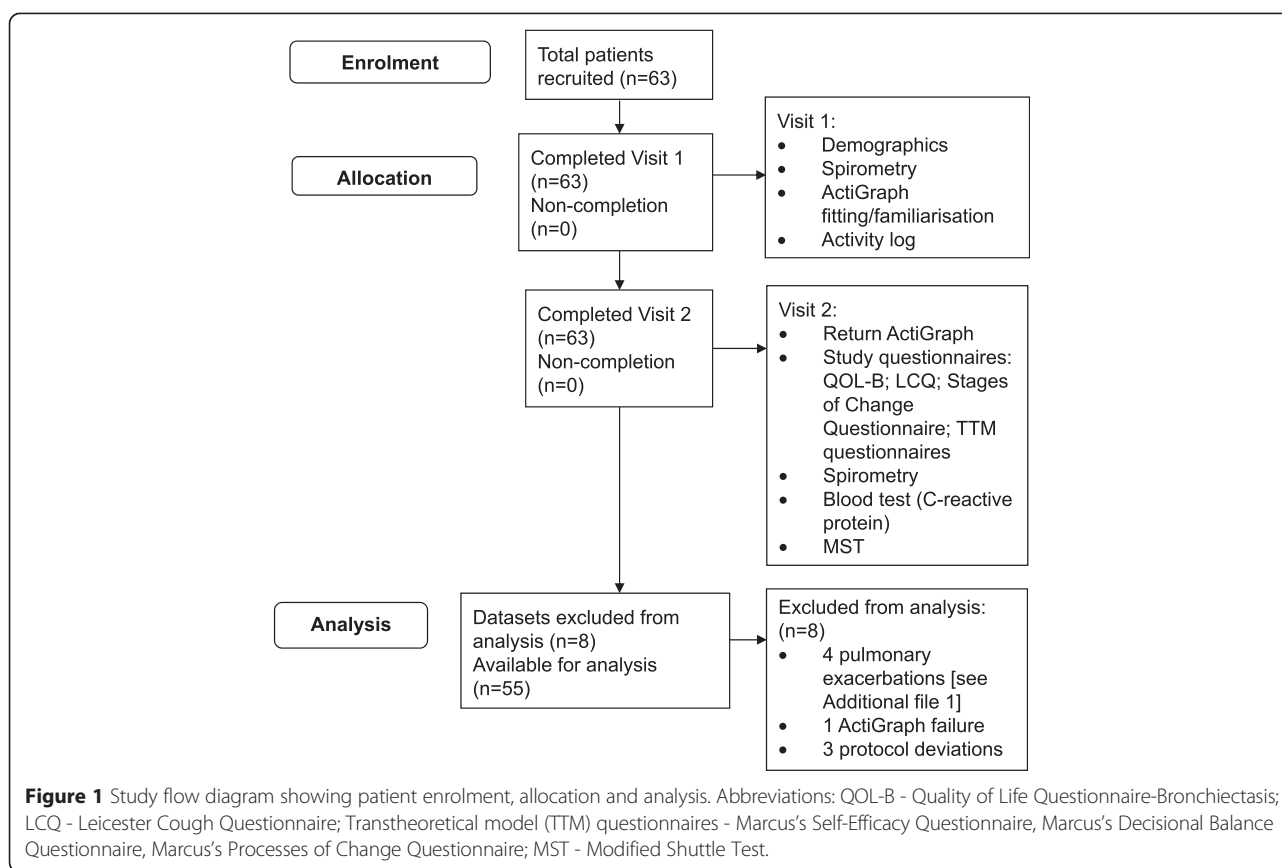 Enrolment
Total patients
recruited (n=63)
Allocation
Completed Visit 1
(n=63)
Non-completion
(n=0)
Visit 1:
• Demographics
• Spirometry
• ActiGraph
fitting/familiarisation
• Activity log
Completed Visit 2
(n=63)
Non-completion
(n=0)
Visit 2:
• Return ActiGraph
• Study questionnaires:
QOL-B; LCQ; Stages
of Change
Questionnaire; TTM
questionnaires
• Spirometry
• Blood test (C-reactive
protein)
• MST
Analysis
Datasets excluded from
analysis (n=8)
Available for analysis
(n=55)
Excluded from analysis:
(n=8)
• 4 pulmonary
exacerbations [see
Additional file 1]
• 1 ActiGraph failure
• 3 protocol deviations
Figure 1 Study flow diagram showing patient enrolment, allocation and analysis. Abbreviations: QOL-B - Quality of Life Questionnaire-Bronchiectasis;
LCQ - Leicester Cough Questionnaire; Transtheoretical model (TTM) questionnaires - Marcus's Self-Efficacy Questionnaire, Marcus's Decisional Balance
Questionnaire, Marcus's Processes of Change Questionnaire; MST - Modified Shuttle Test.